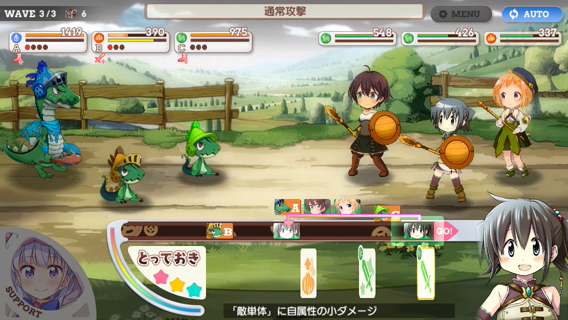 WAVE 3/3 6
通常攻撃
MENU
AUTO
1419
390
975
548
426
337
A
B
C
A
C
B
GO!
とっておき
SUPPORT
「敵単体」に自属性の小ダメージ